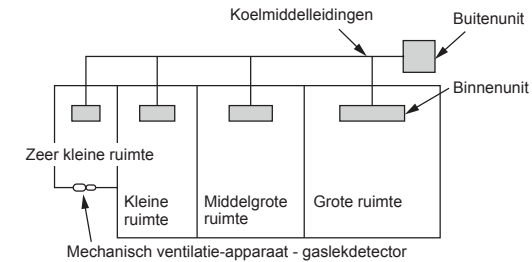 Koelmiddelleidingen
Buitenunit
Binnenunit
Zeer kleine ruimte
Kleine
ruimte
Middelgrote
ruimte
Grote ruimte
Mechanisch ventilatie-apparaat - gaslekdetector